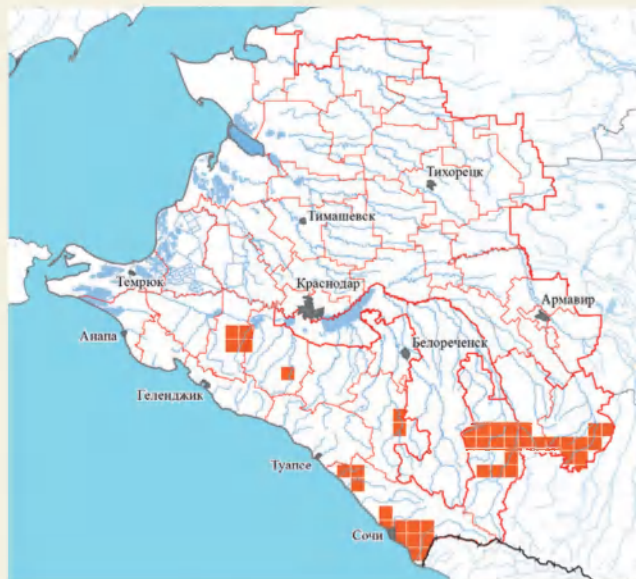 Тихорецк
Тимашевск
Темрюк
Краснодар
Армавир
Анапа
Белореченск
Геленджик
Туапсе
Сочи